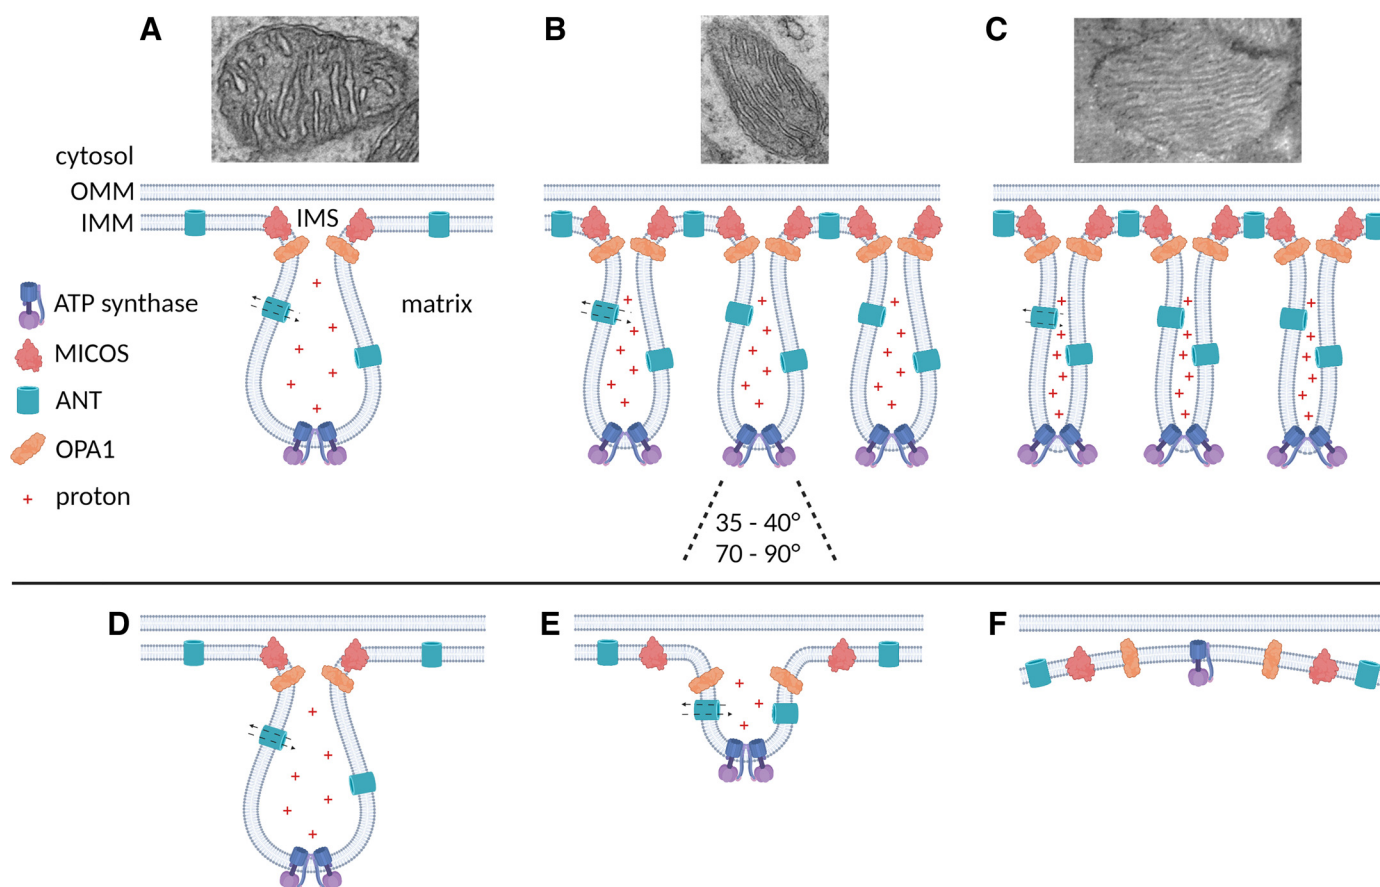 A
B
C
cytosol
OMM
IMM
IMS
ATP synthase
matrix
MICOS
ANT
OPA1
+ proton
35 - 40°
70 - 90°
D
E
F